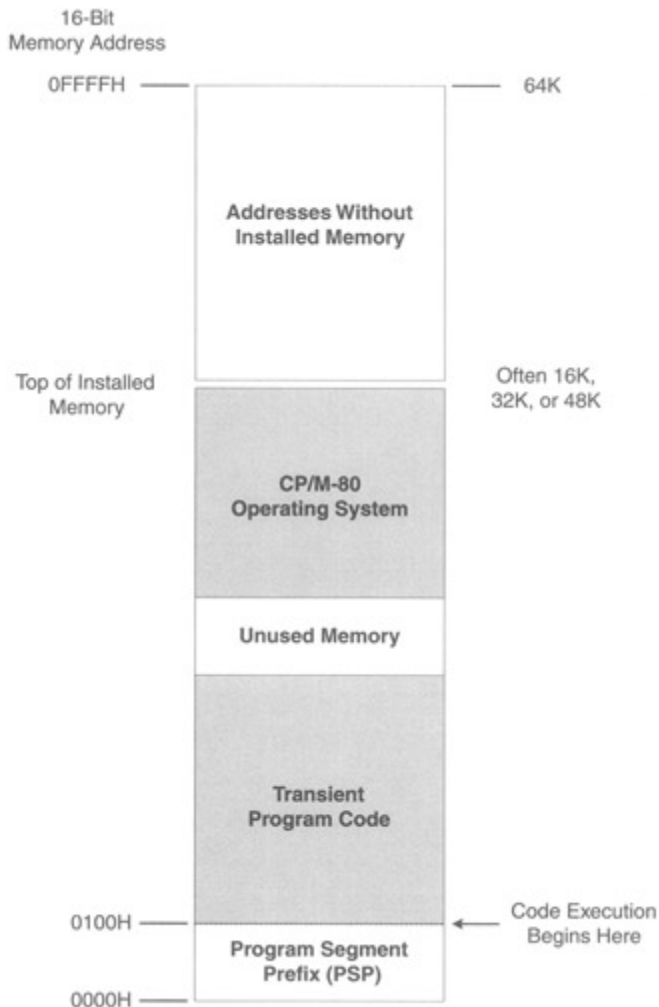 16-Bit
Memory Address
0FFFFH
64K
Addresses Without
Installed Memory
Top of Installed
Memory
Often 16K,
32K, or 48K
CP/M-80
Operating System
Unused Memory
Transient
Program Code
0100H
Code Execution
Begins Here
Program Segment
Prefix (PSP)
0000H